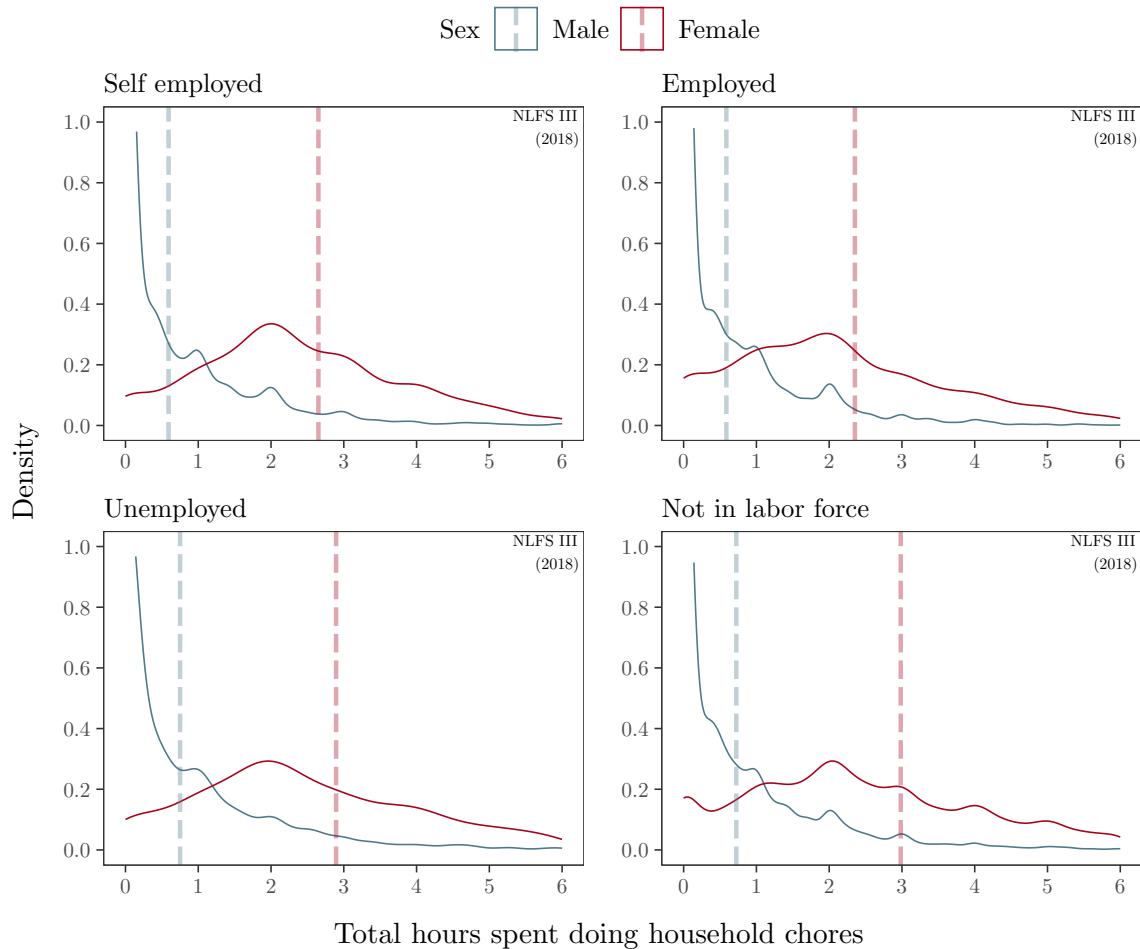 Sex Male Female
Self employed
NLFS III
(2018)
1.0
0.8
0.6
0.4
0.2
0.0
0 1 2 3 4 5 6
Employed
NLFS III
(2018)
1.0
0.8
0.6
0.4
0.2
0.0
0 1 2 3 4 5 6
Density
Unemployed
NLFS III
(2018)
1.0
0.8
0.6
0.4
0.2
0.0
0 1 2 3 4 5 6
Not in labor force
NLFS III
(2018)
1.0
0.8
0.6
0.4
0.2
0.0
0 1 2 3 4 5 6
Total hours spent doing household chores